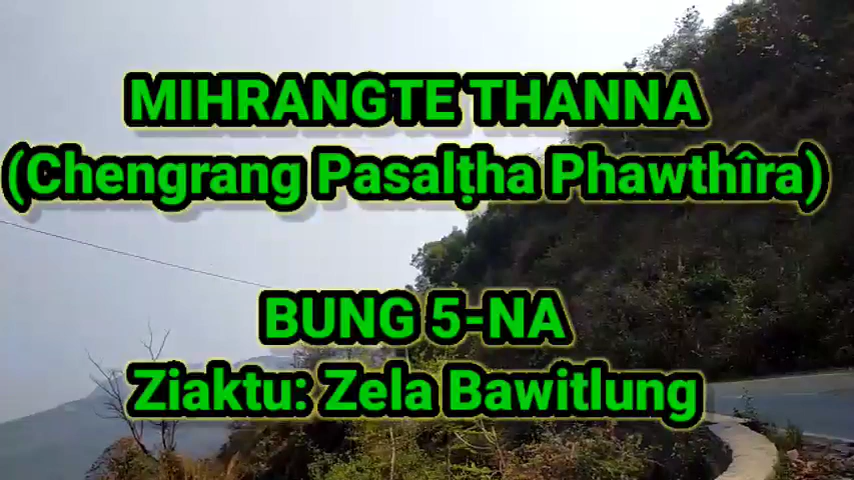 MIHRANGTE THANNA
(Chengrang Pasalṭha Phawthîra)
BUNG 5-NA
Ziaktu: Zela Bawitlung